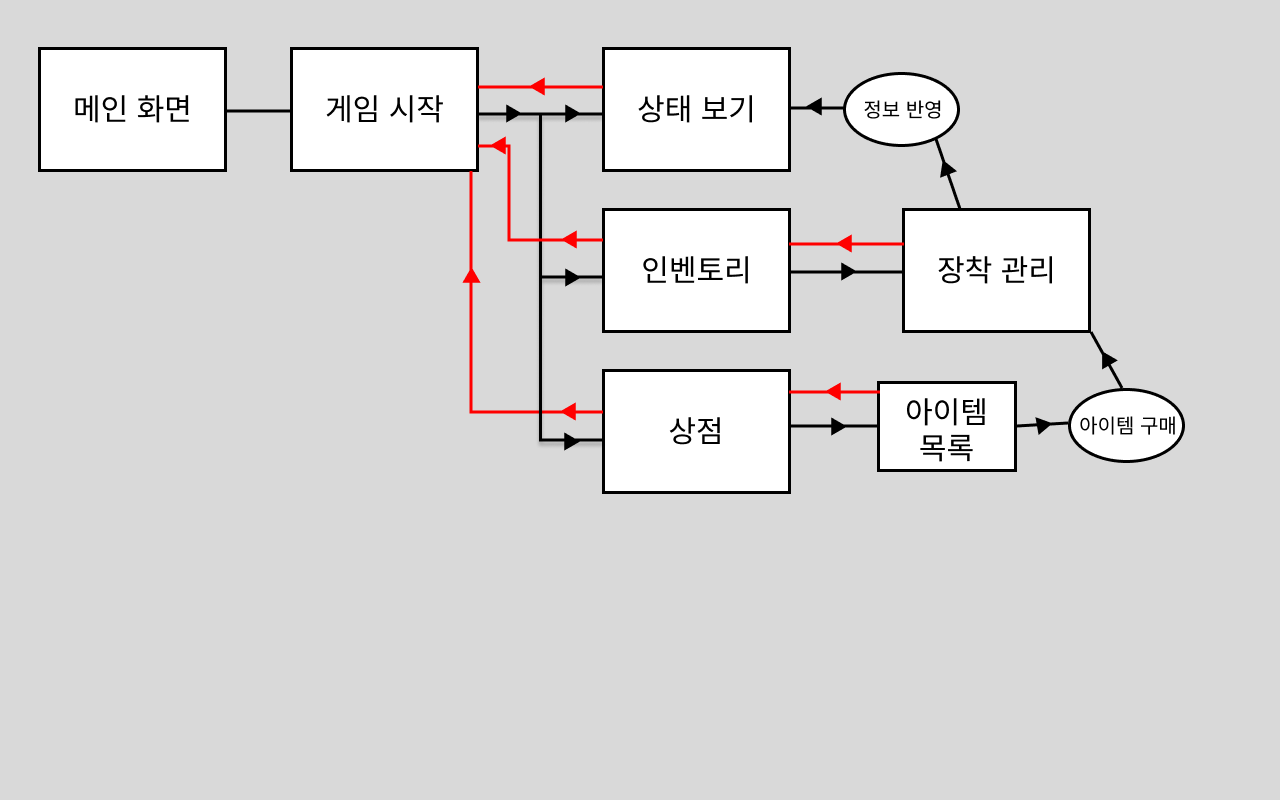 메인 화면
게임 시작
상태 보기
정보 반영
인벤토리
장착 관리
상점
아이템
목록
아이템 구매